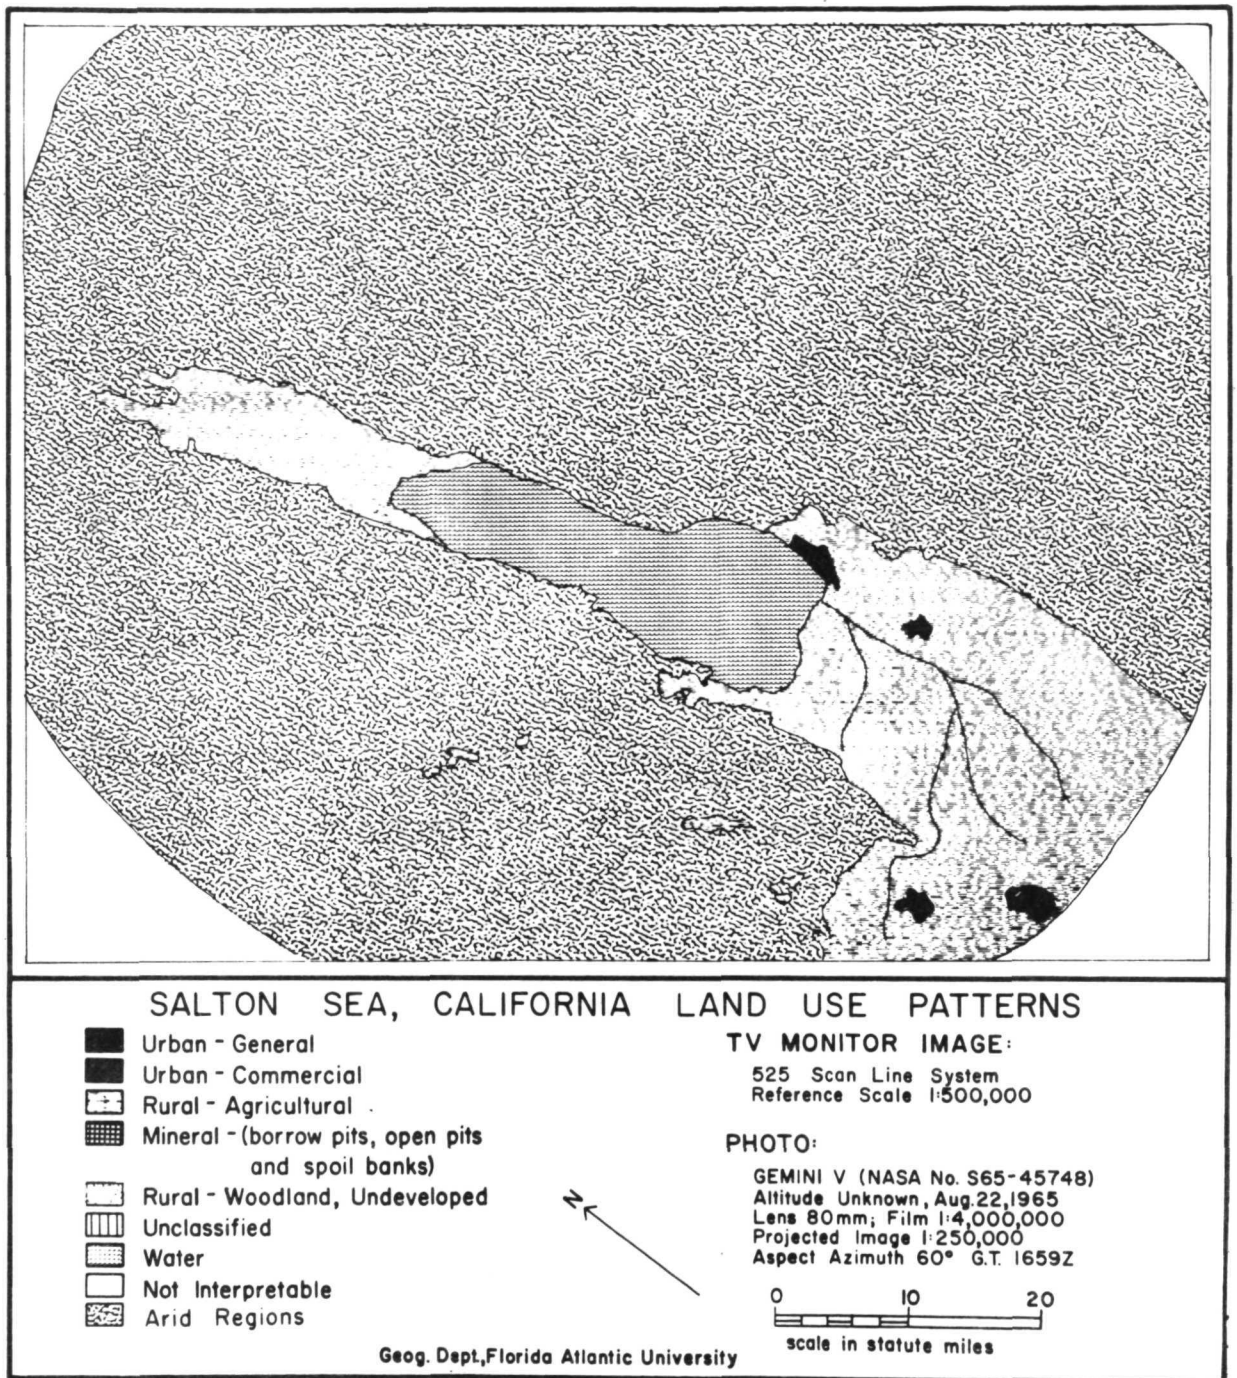 SALTON SEA, CALIFORNIA LAND USE PATTERNS
Urban - General
Urban - Commercial
Rural - Agricultural
Mineral - (borrow pits, open pits
and spoil banks)
Rural - Woodland, Undeveloped
Unclassified
Water
Not Interpretable
Arid Regions
N
TV MONITOR IMAGE:
525 Scan Line System
Reference Scale 1:500,000
PHOTO:
GEMINI V (NASA No. S65-45748)
Altitude Unknown, Aug.22,1965
Lens 80mm; Film 1:4,000,000
Projected Image 1:250,000
Aspect Azimuth 60° G.T. 1659Z
0 10 20
scale in statute miles
Geog. Dept.,Florida Atlantic University